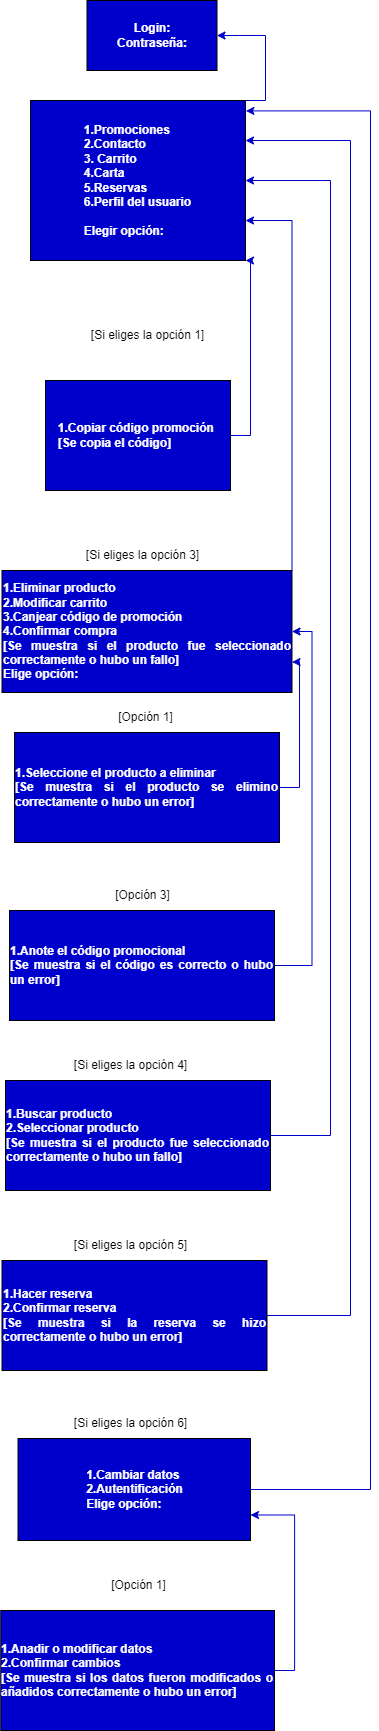 Login:
Contraseña:
1.Promociones
2.Contacto
3. Carrito
4.Carta
5.Reservas
6.Perfil del usuario
Elegir opción:
[Si eliges la opción 1]
1.Copiar código promoción
[Se copia el código]
[Si eliges la opción 3]
1.Eliminar producto
2.Modificar carrito
3.Canjear código de promoción
4.Confirmar compra
[Se muestra si el producto fue seleccionado
correctamente o hubo un fallo]
Elige opción:
[Opción 1]
1.Seleccione el producto a eliminar
[Se muestra si el producto se elimino
correctamente o hubo un error]
[Opción 3]
1.Anote el código promocional
[Se muestra si el código es correcto o hubo
un error]
[Si eliges la opción 4]
1.Buscar producto
2.Seleccionar producto
[Se muestra si el producto fue seleccionado
correctamente o hubo un fallo]
[Si eliges la opción 5]
1.Hacer reserva
2.Confirmar reserva
[Se muestra si la reserva se hizo
correctamente o hubo un error]
[Si eliges la opción 6]
1.Cambiar datos
2.Autentificación
Elige opción:
[Opción 1]
1.Anadir o modificar datos
2.Confirmar cambios
[Se muestra si los datos fueron modificados o
añadidos correctamente o hubo un error]